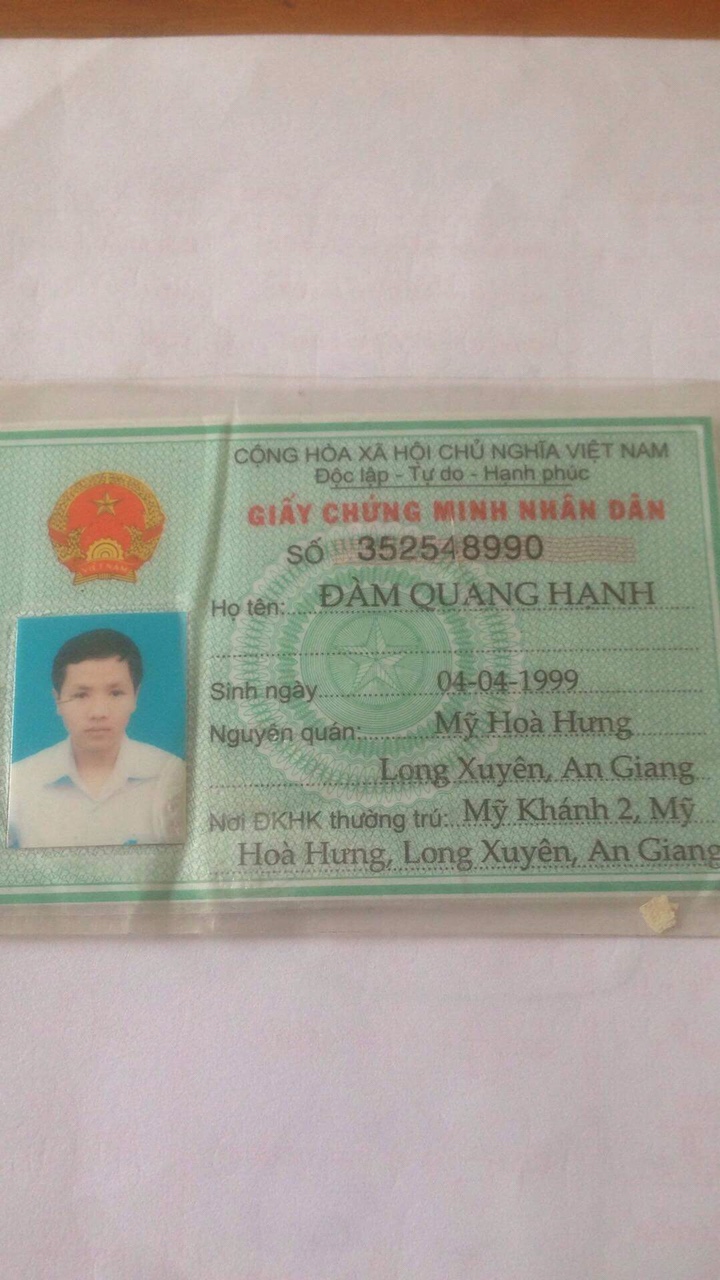 CỘNG HÒA XÃ HỘI CHỦ NGHĨA VIỆT NAM
Độc lập - Tự do - Hạnh phúc
GIẤY CHỨNG MINH NHÂN DÂN
SỐ 352548990
Họ tên: ĐÀM QUANG HẠNH
Sinh ngày 04-04-1999
Nguyên quán: Mỹ Hoà Hưng
Long Xuyên, An Giang
Nơi ĐKHK thường trú: Mỹ Khánh 2, Mỹ
Hoà Hưng, Long Xuyên, An Giang
VIỆT NAM